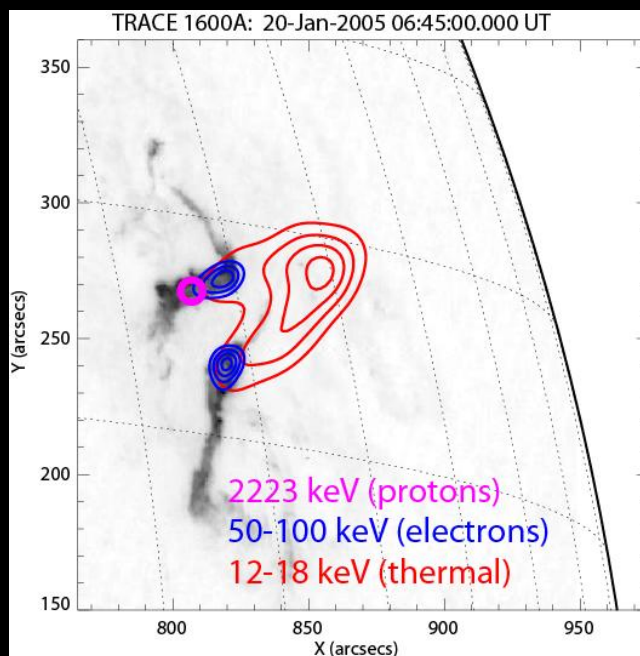 TRACE 1600A: 20-Jan-2005 06:45:00.000 UT
350
300
250
200
150
Y (arcsecs)
2223 keV (protons)
50-100 keV (electrons)
12-18 keV (thermal)
800
850
900
950
X (arcsecs)